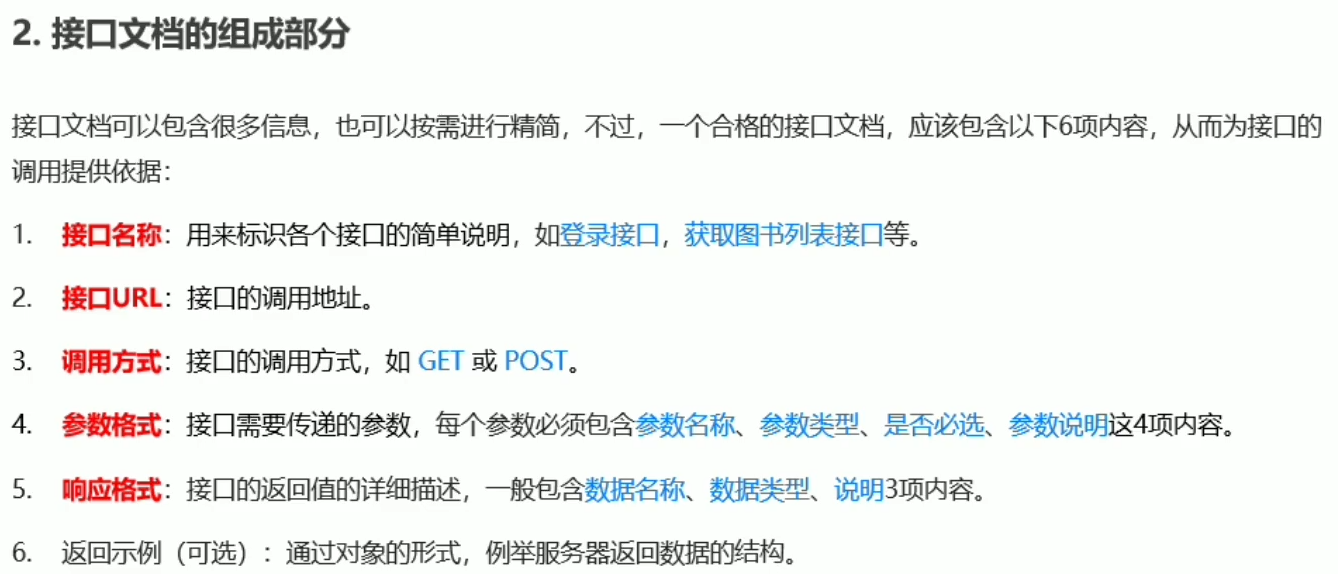 2. 接口文档的组成部分
接口文档可以包含很多信息，也可以按需进行精简，不过，一个合格的接口文档，应该包含以下6项内容，从而为接口的
调用提供依据：
1. 接口名称：用来标识各个接口的简单说明，如登录接口，获取图书列表接口等。
2. 接口URL：接口的调用地址。
3. 调用方式：接口的调用方式，如 GET 或 POST。
4. 参数格式：接口需要传递的参数，每个参数必须包含参数名称、参数类型、是否必选、参数说明这4项内容。
5. 响应格式：接口的返回值的详细描述，一般包含数据名称、数据类型、说明3项内容。
6. 返回示例（可选）：通过对象的形式，例举服务器返回数据的结构。